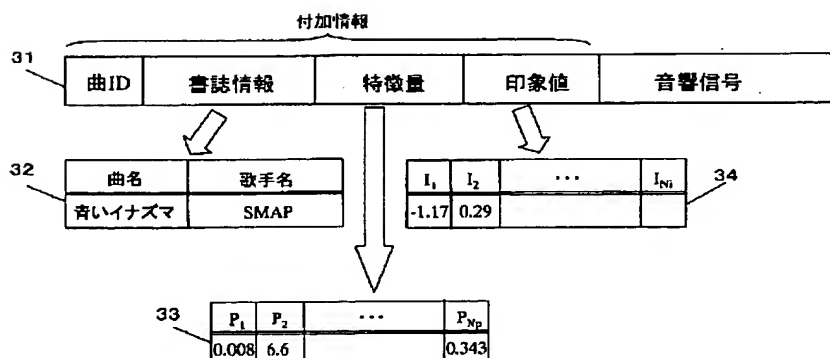 付加情報
31 曲ID 書誌情報 特徴量 印象値 音響信号
32 曲名 歌手名
青いイナズマ SMAP
I₁ I₂ ··· I_Ni 34
-1.17 0.29
33 P₁ P₂ ··· P_Np
0.008 6.6 0.343